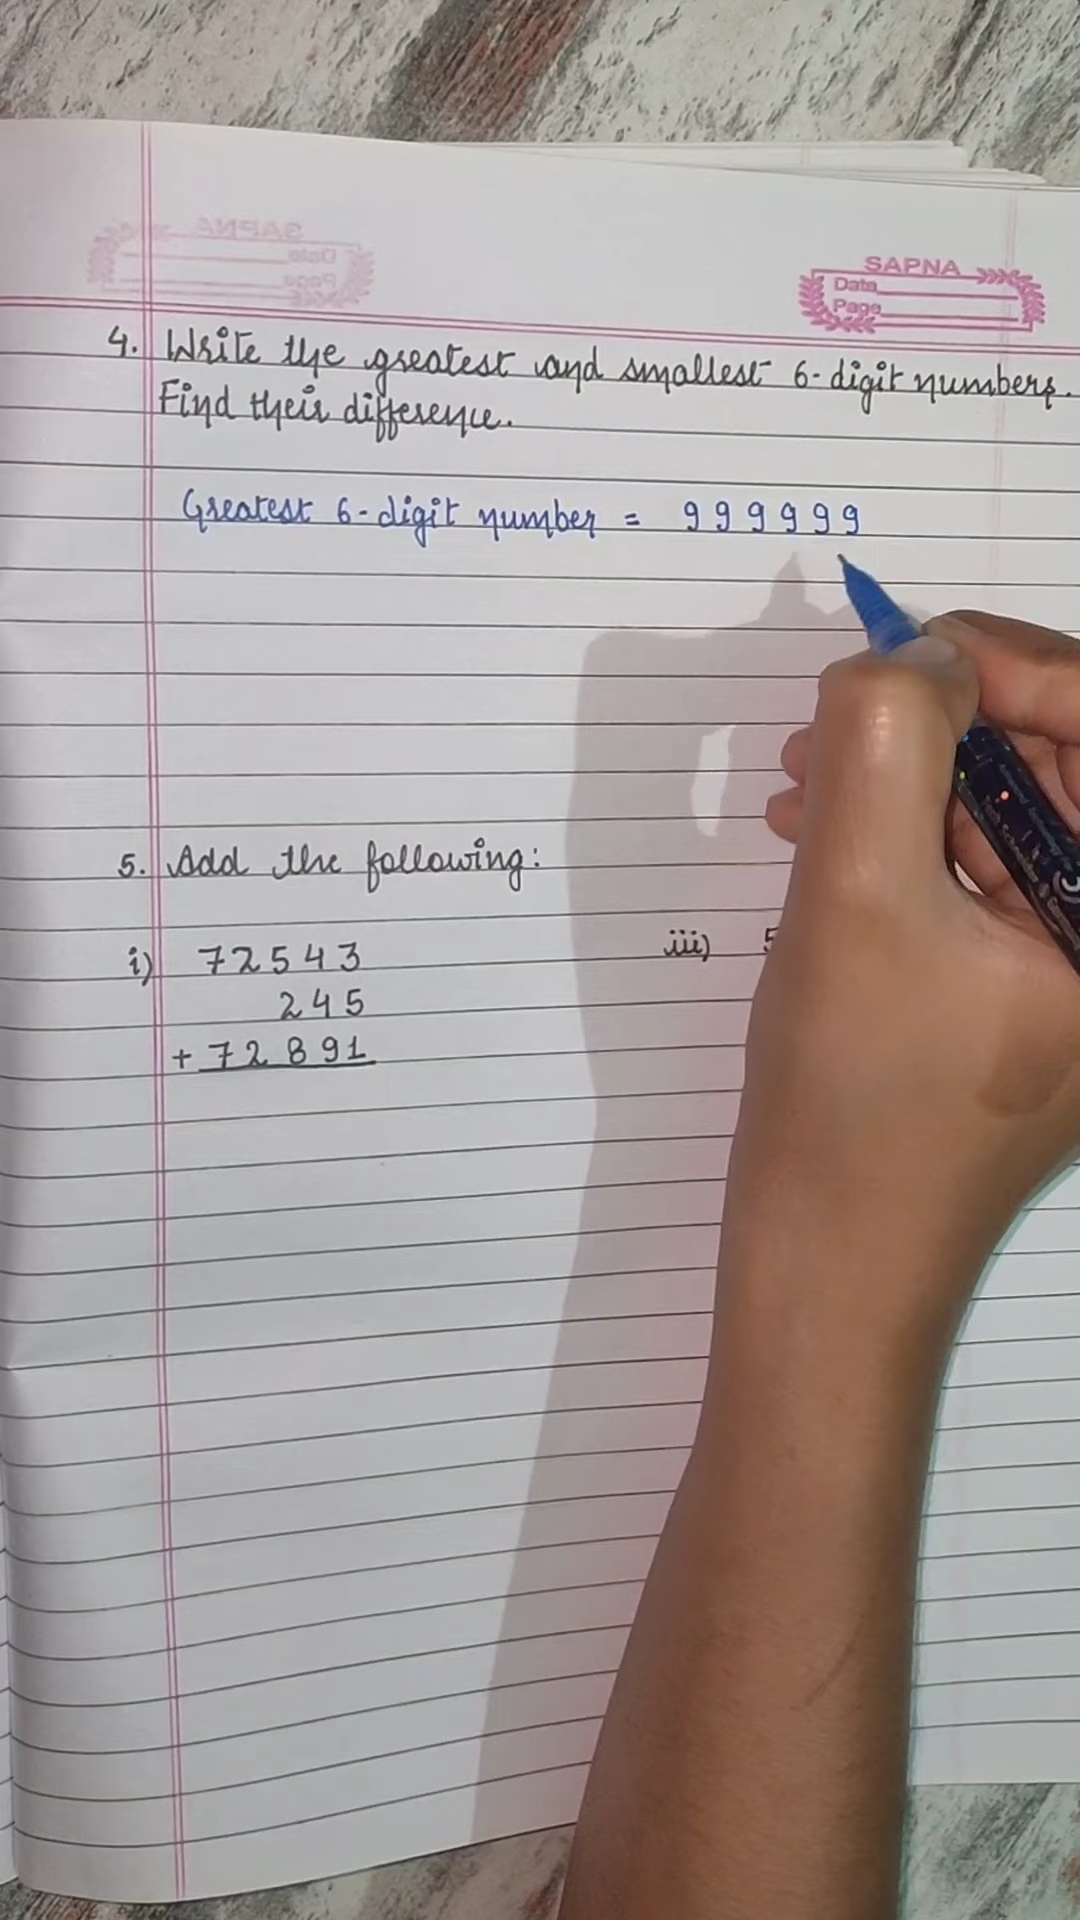 SAPNA
Date
Page
4. Write the greatest and smallest 6-digit numbers.
Find their difference.
Greatest 6-digit number = 999999
5. Add the following:
i) 72543
245
+ 72891
iii) 5